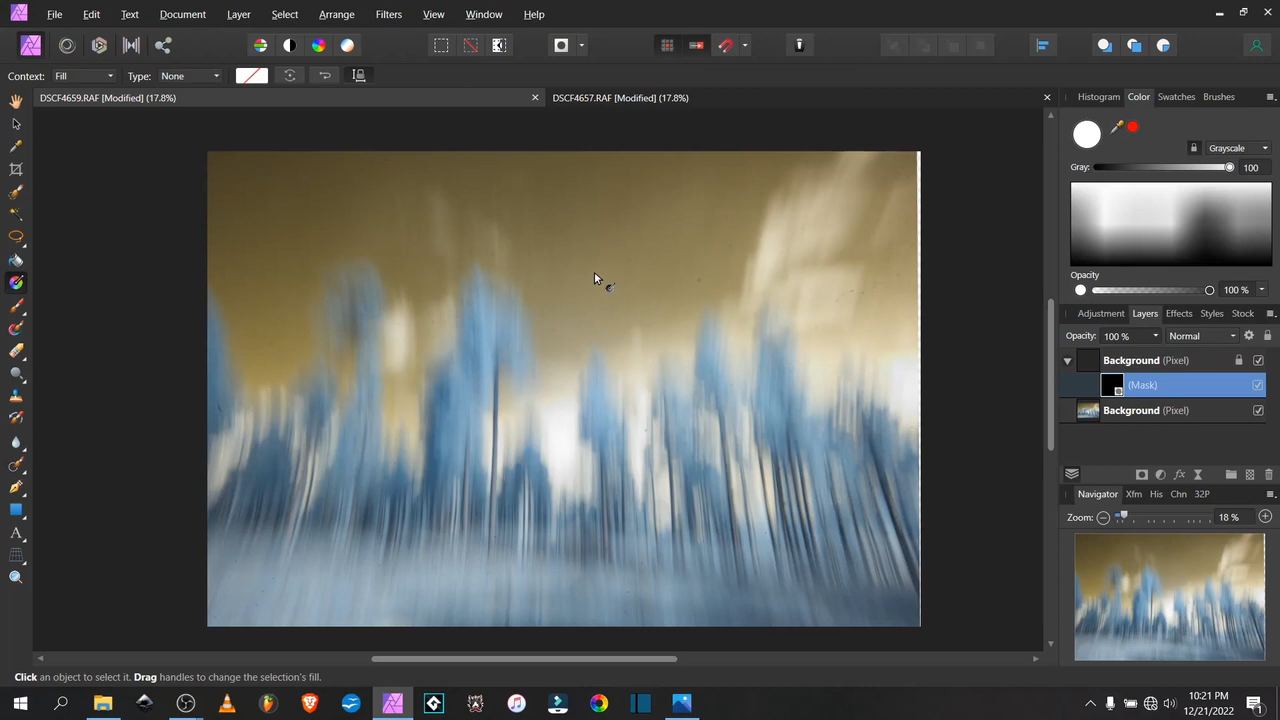 File Edit Text Document Layer Select Arrange Filters View Window Help
Context: Fill Type: None
DSCF4659.RAF [Modified] (17.8%) DSCF4657.RAF [Modified] (17.8%)
Histogram Color Swatches Brushes
Grayscale
Gray: 100
Opacity
100 %
Adjustment Layers Effects Styles Stock
Opacity: 100 % Normal
Background (Pixel)
(Mask)
Background (Pixel)
Navigator Xfm His Chn 32P
Zoom: 18 %
Click an object to select it. Drag handles to change the selection's fill.
10:21 PM
12/21/2022